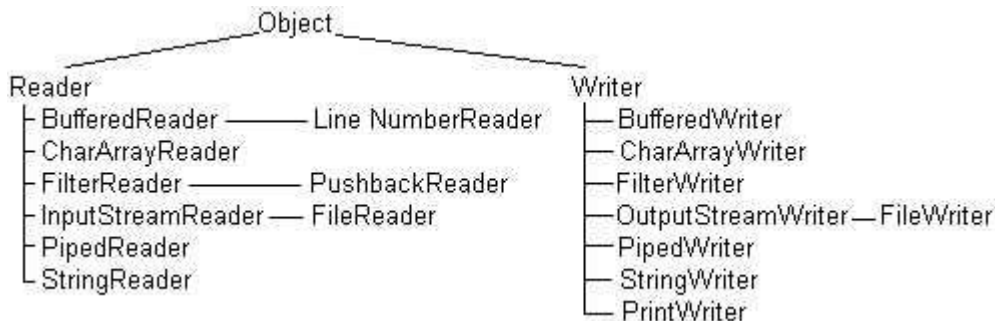 Object
Reader
BufferedReader
Line NumberReader
CharArrayReader
FilterReader
PushbackReader
InputStreamReader
FileReader
PipedReader
StringReader
Writer
BufferedWriter
CharArrayWriter
FilterWriter
OutputStreamWriter
FileWriter
PipedWriter
StringWriter
PrintWriter